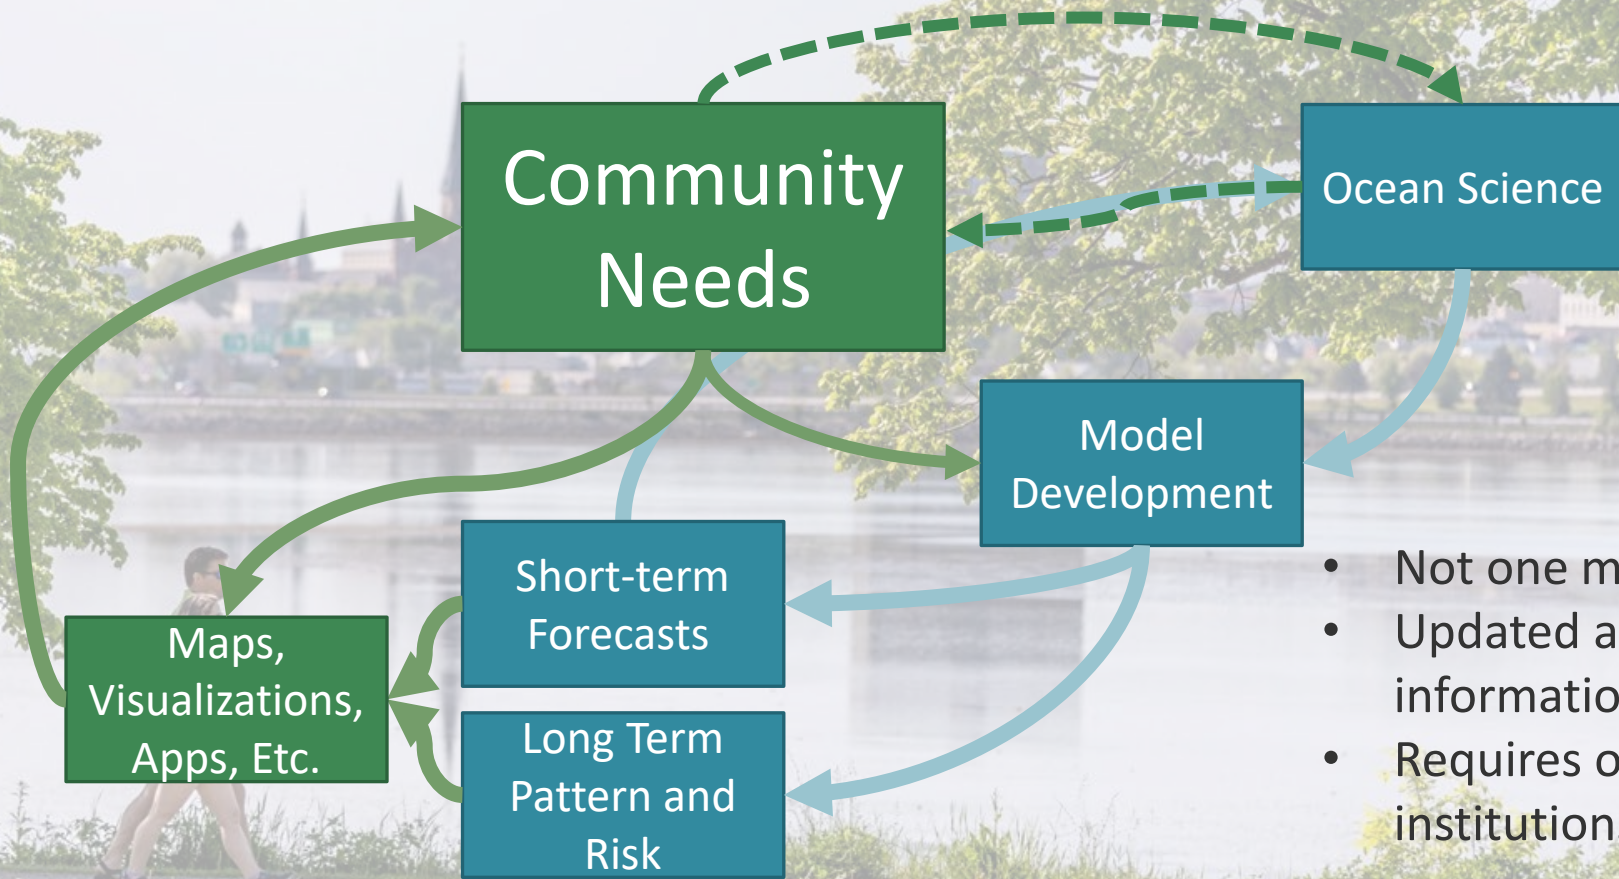 Community
Needs
Ocean Science
Model
Development
Short-term
Forecasts
Maps,
Visualizations,
Apps, Etc.
Long Term
Pattern and
Risk
• Not one
• Updated
•
Requires